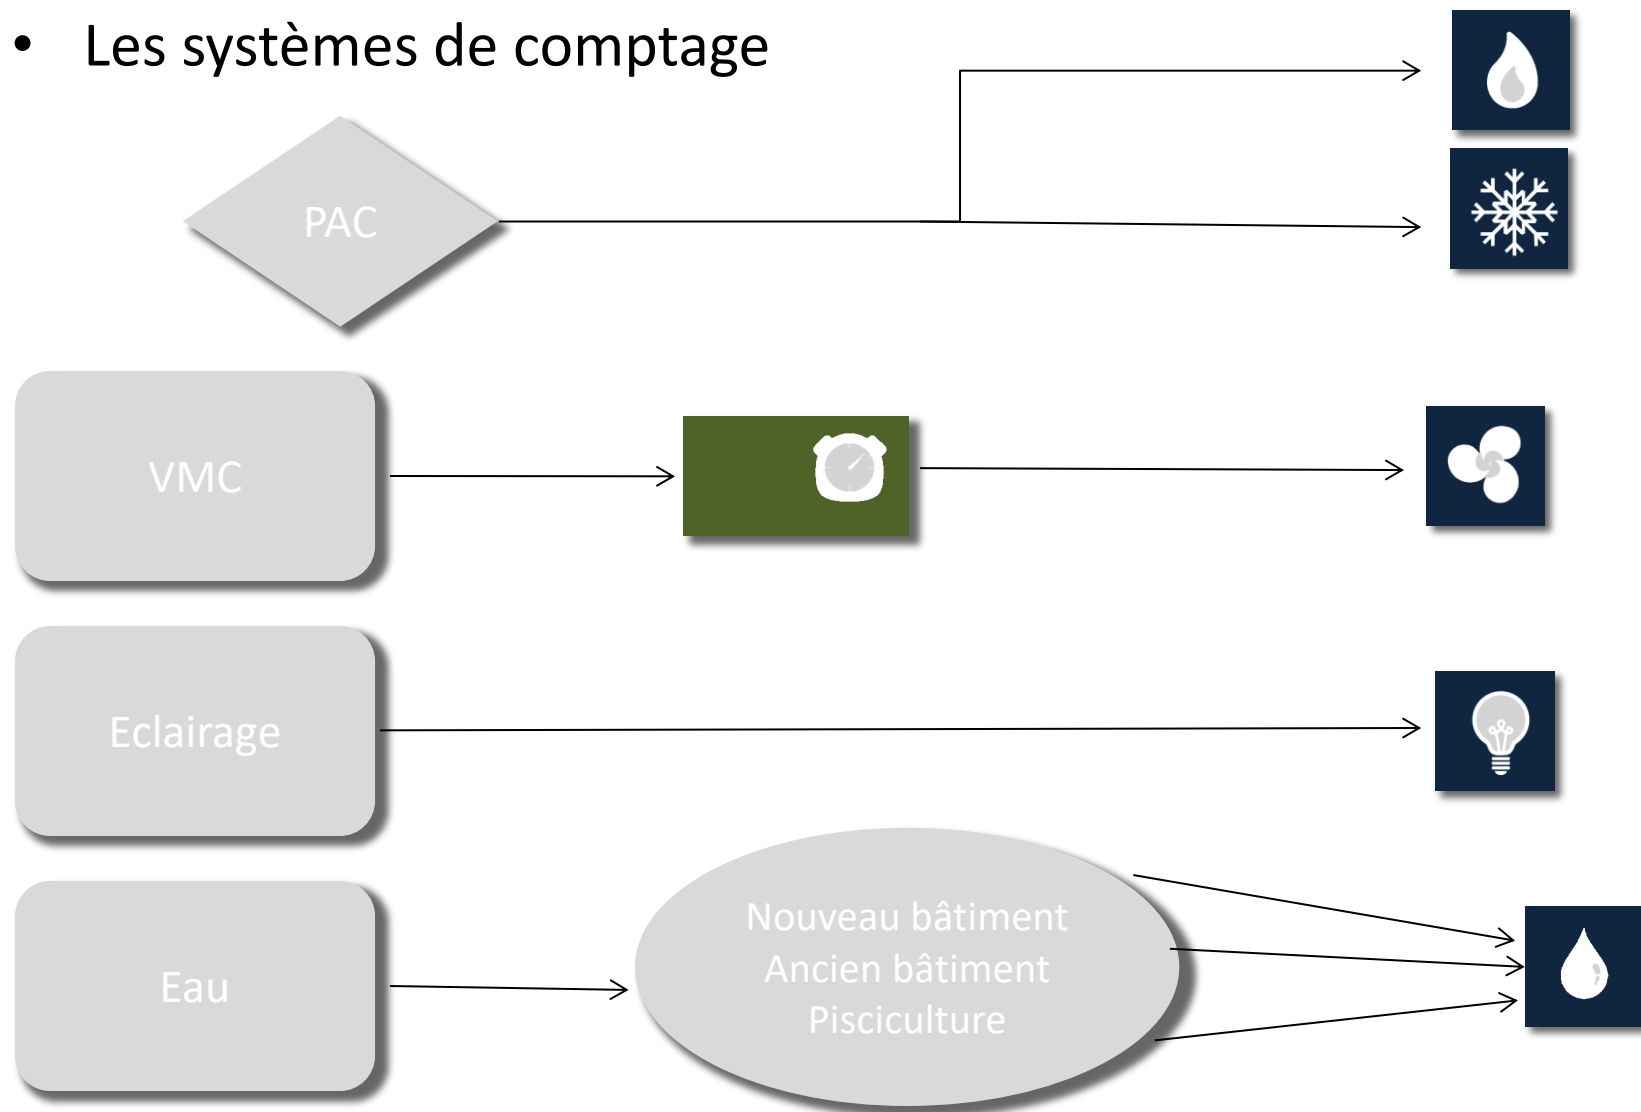 • Les systèmes de comptage
PAC
VMC
Eclairage
Eau
Nouveau bâtiment
Ancien bâtiment
Pisciculture